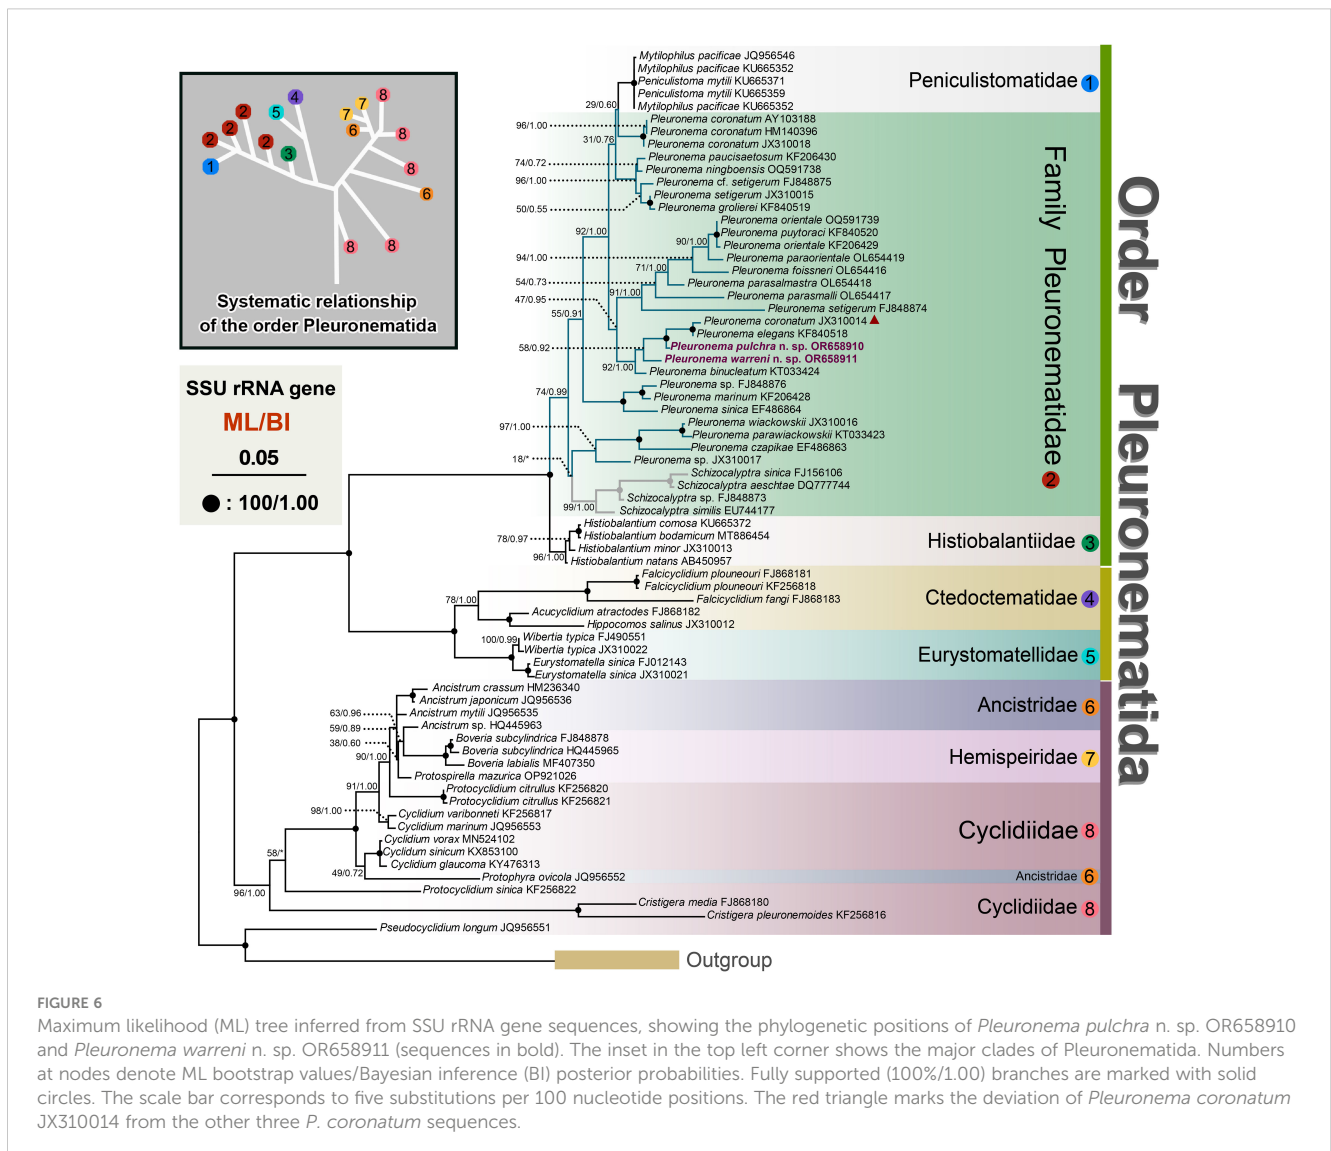 2
2
2
2
1
3
5
4
7
7
6
8
8
8
6
8
8
Systematic relationship
of the order Pleuronematida
SSU rRNA gene
ML/BI
0.05
: 100/1.00
Mytilophilus pacificae JQ956546
Mytilophilus pacificae KU665352
Peniculistoma mytili KU665371
Peniculistoma mytili KU665359
Mytilophilus pacificae KU665352
Pleuronema coronatum AY103188
Pleuronema coronatum HM140396
Pleuronema coronatum JX310018
Pleuronema paucisaetosum KF206430
Pleuronema ningboensis OQ591738
Pleuronema cf. setigerum FJ848875
Pleuronema setigerum JX310015
Pleuronema grolierei KF840519
Pleuronema orientale OQ591739
Pleuronema puytoraci KF840520
Pleuronema orientale KF206429
Pleuronema paraorientale OL654419
Pleuronema foissneri OL654416
Pleuronema parasalmastra OL654418
Pleuronema parasmalli OL654417
Pleuronema setigerum FJ848874
Pleuronema coronatum JX310014
Pleuronema elegans KF840518
Pleuronema pulchra n. sp. OR658910
Pleuronema warreni n. sp. OR658911
Pleuronema binucleatum KT033424
Pleuronema sp. FJ848876
Pleuronema marinum KF206428
Pleuronema sinica EF486864
Pleuronema wiackowskii JX310016
Pleuronema parawiackowskii KT033423
Pleuronema czapikae EF486863
Pleuronema sp. JX310017
Schizocalyptra sinica FJ156106
Schizocalyptra aeschtae DQ777744
Schizocalyptra sp. FJ848873
Schizocalyptra similis EU744177
Histiobalantium comosa KU665372
Histiobalantium bodamicum MT886454
Histiobalantium minor JX310013
Histiobalantium natans AB450957
Falcicyclidium plouneouri FJ868181
Falcicyclidium plouneouri KF256818
Falcicyclidium fangi FJ868183
Acucyclidium atractodes FJ868182
Hippocomos salinus JX310012
Wibertia typica FJ490551
Wibertia typica JX310022
Eurystomatella sinica FJ012143
Eurystomatella sinica JX310021
Ancistrum crassum HM236340
Ancistrum japonicum JQ956536
Ancistrum mytili JQ956535
Ancistrum sp. HQ445963
Boveria subcylindrica FJ848878
Boveria subcylindrica HQ445965
Boveria labialis MF407350
Protospirella mazurica OP921026
Protocyclidium citrullus KF256820
Protocyclidium citrullus KF256821
Cyclidium varibonneti KF256817
Cyclidium marinum JQ956553
Cyclidium vorax MN524102
Cyclidum sinicum KX853100
Cyclidium glaucoma KY476313
Protophyra ovicola JQ956552
Protocyclidium sinica KF256822
Cristigera media FJ868180
Cristigera pleuronemoides KF256816
Pseudocyclidium longum JQ956551
Outgroup
29/0.60
96/1.00
31/0.76
74/0.72
96/1.00
50/0.55
92/1.00
90/1.00
94/1.00
71/1.00
54/0.73
91/1.00
47/0.95
55/0.91
58/0.92
92/1.00
74/0.99
97/1.00
18/*
99/1.00
78/0.97
96/1.00
78/1.00
100/0.99
63/0.96
59/0.89
38/0.60
90/1.00
91/1.00
98/1.00
58/*
49/0.72
96/1.00
Peniculistomatidae 1
Family Pleuronematidae 2
Histiobalantiidae 3
Ctedoctematidae 4
Eurystomatellidae 5
Ancistridae 6
Hemispeiridae 7
Cyclidiidae 8
Ancistridae 6
Cyclidiidae 8
Order Pleuronematida
FIGURE 6
Maximum likelihood (ML) tree inferred from SSU rRNA gene sequences, showing the phylogenetic positions of Pleuronema pulchra n. sp. OR658910
and Pleuronema warreni n. sp. OR658911 (sequences in bold). The inset in the top left corner shows the major clades of Pleuronematida. Numbers
at nodes denote ML bootstrap values/Bayesian inference (BI) posterior probabilities. Fully supported (100%/1.00) branches are marked with solid
circles. The scale bar corresponds to five substitutions per 100 nucleotide positions. The red triangle marks the deviation of Pleuronema coronatum
JX310014 from the other three P. coronatum sequences.